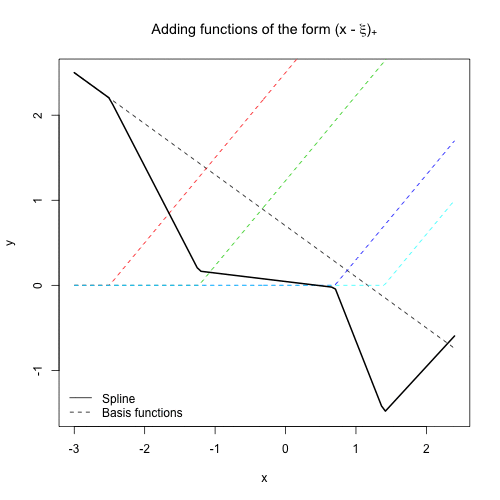 Adding functions of the form (x - ξ)₊
y
2
1
0
-1
Spline
Basis functions
-3 -2 -1 0 1 2
x